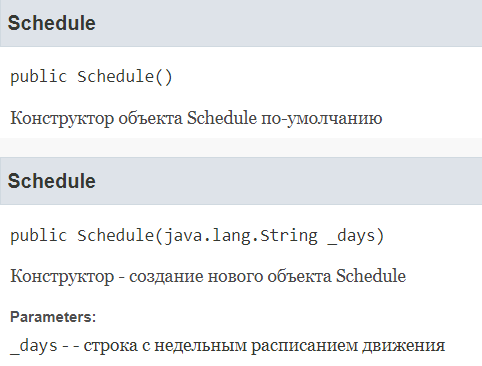 Schedule
public Schedule()
Конструктор объекта Schedule по-умолчанию
Schedule
public Schedule(java.lang.String _days)
Конструктор - создание нового объекта Schedule
Parameters:
_days - - строка с недельным расписанием движения